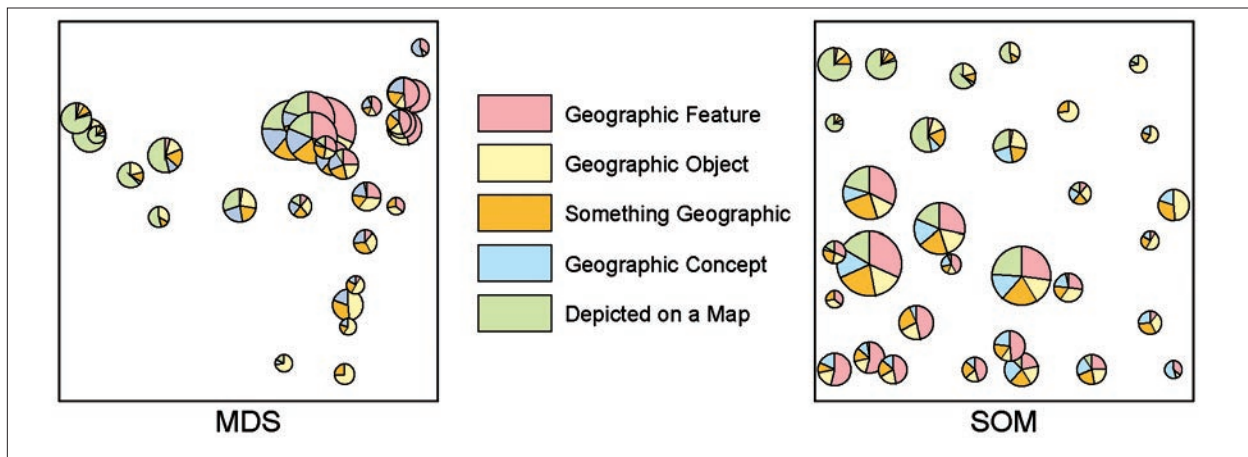 Geographic Feature
Geographic Object
Something Geographic
Geographic Concept
Depicted on a Map
MDS
SOM